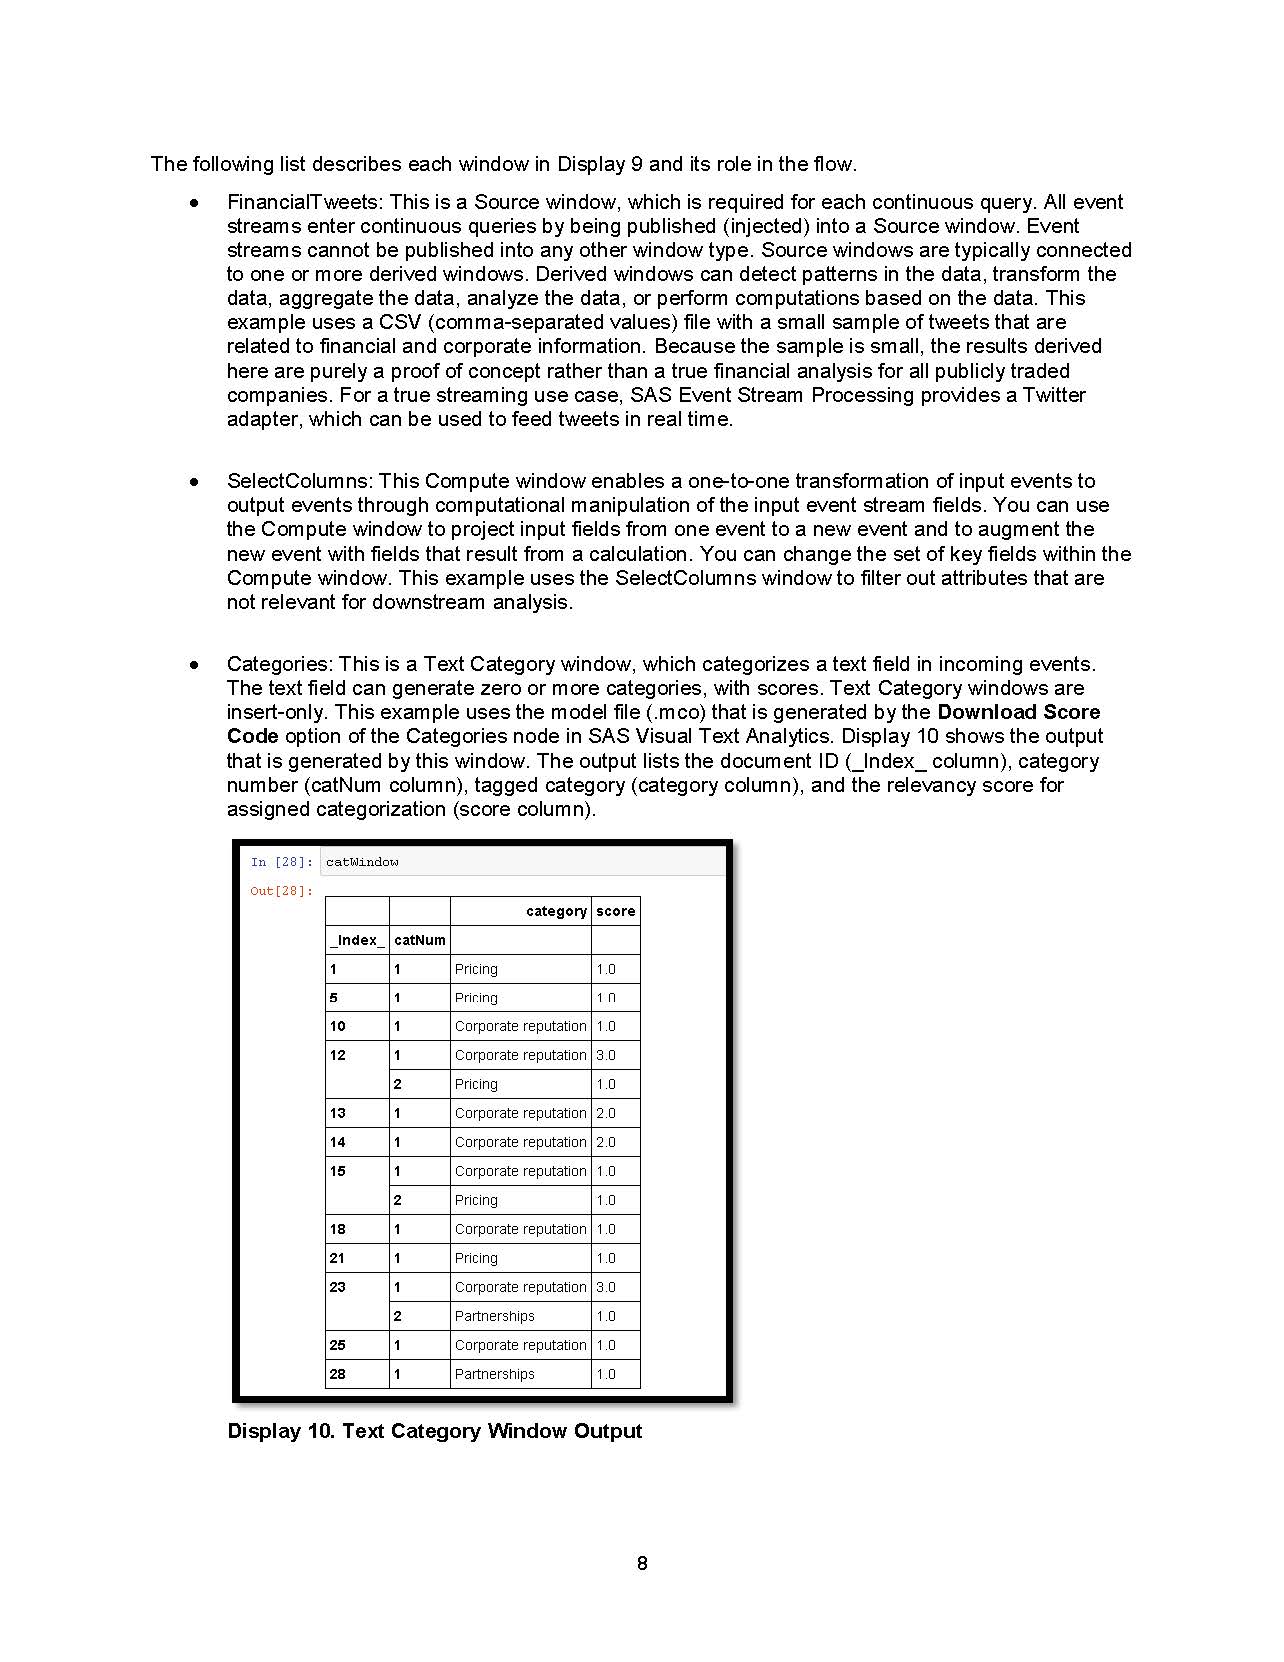 The following list describes each window in Display 9 and its role in the flow.
• FinancialTweets: This is a Source window, which is required for each continuous query. All event
streams enter continuous queries by being published (injected) into a Source window. Event
streams cannot be published into any other window type. Source windows are typically connected
to one or more derived windows. Derived windows can detect patterns in the data, transform the
data, aggregate the data, analyze the data, or perform computations based on the data. This
example uses a CSV (comma-separated values) file with a small sample of tweets that are
related to financial and corporate information. Because the sample is small, the results derived
here are purely a proof of concept rather than a true financial analysis for all publicly traded
companies. For a true streaming use case, SAS Event Stream Processing provides a Twitter
adapter, which can be used to feed tweets in real time.
• SelectColumns: This Compute window enables a one-to-one transformation of input events to
output events through computational manipulation of the input event stream fields. You can use
the Compute window to project input fields from one event to a new event and to augment the
new event with fields that result from a calculation. You can change the set of key fields within the
Compute window. This example uses the SelectColumns window to filter out attributes that are
not relevant for downstream analysis.
• Categories: This is a Text Category window, which categorizes a text field in incoming events.
The text field can generate zero or more categories, with scores. Text Category windows are
insert-only. This example uses the model file (.mco) that is generated by the Download Score
Code option of the Categories node in SAS Visual Text Analytics. Display 10 shows the output
that is generated by this window. The output lists the document ID (_Index_ column), category
number (catNum column), tagged category (category column), and the relevancy score for
assigned categorization (score column).
In [28]: catWindow
Out[28]:
category score
_Index_ catNum
1 1 Pricing 1.0
5 1 Pricing 1.0
10 1 Corporate reputation 1.0
12 1 Corporate reputation 3.0
2 Pricing 1.0
13 1 Corporate reputation 2.0
14 1 Corporate reputation 2.0
15 1 Corporate reputation 1.0
2 Pricing 1.0
18 1 Corporate reputation 1.0
21 1 Pricing 1.0
23 1 Corporate reputation 3.0
2 Partnerships 1.0
25 1 Corporate reputation 1.0
28 1 Partnerships 1.0
Display 10. Text Category Window Output
8